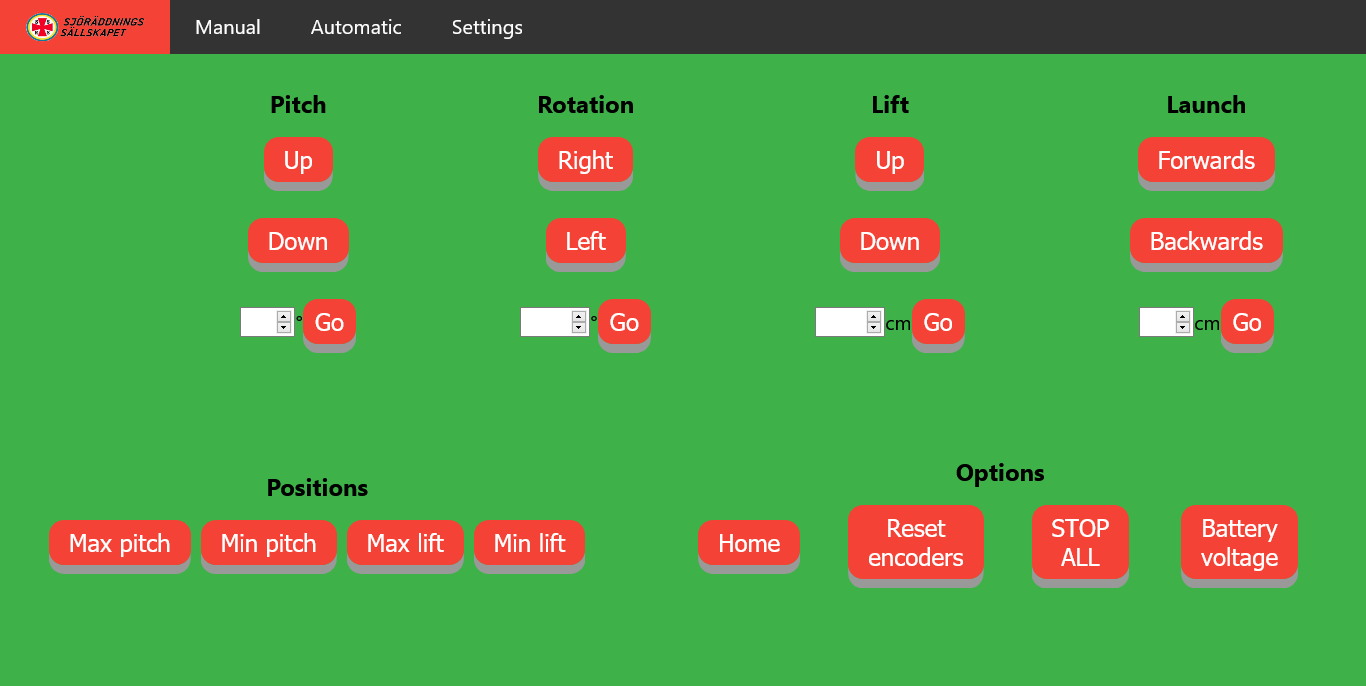 SJÖRÄDDNINGS
SÄLLSKAPET
Manual Automatic Settings
Pitch Rotation Lift Launch
Up Right Up Forwards
Down Left Down Backwards
° Go ° Go cm Go cm Go
Positions
Options
Max pitch Min pitch Max lift Min lift Home
Reset
encoders
STOP
ALL
Battery
voltage